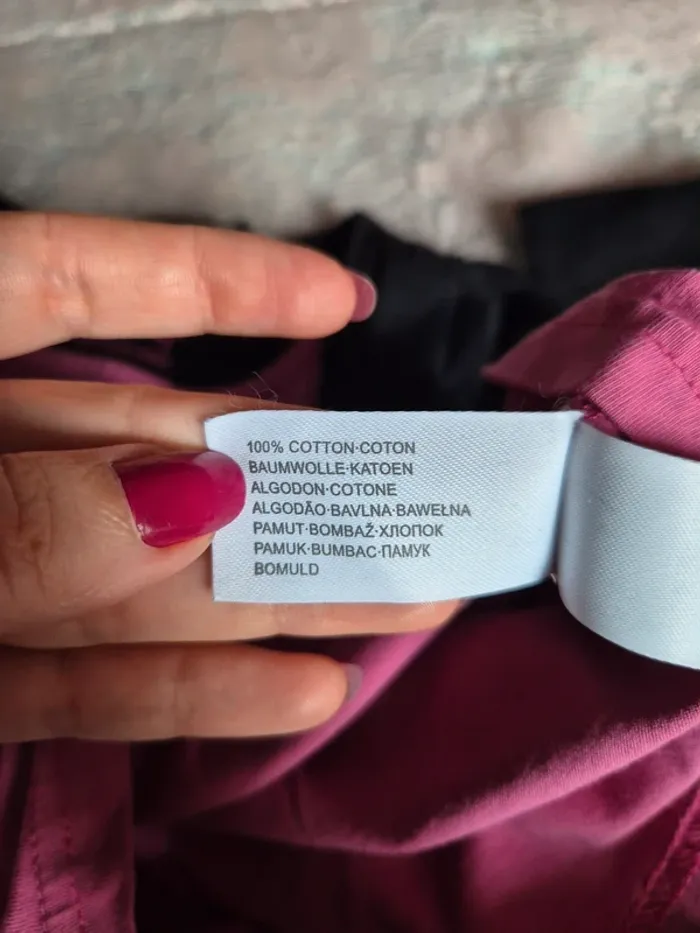 100% COTTON·COTON
BAUMWOLLE·KATOEN
ALGODON·COTONE
ALGODÃO·BAVLNA·BAWEŁNA
PAMUT·BOMBAŽ·ХЛОПОК
PAMUK·BUMBAC·ПАМУК
BOMULD